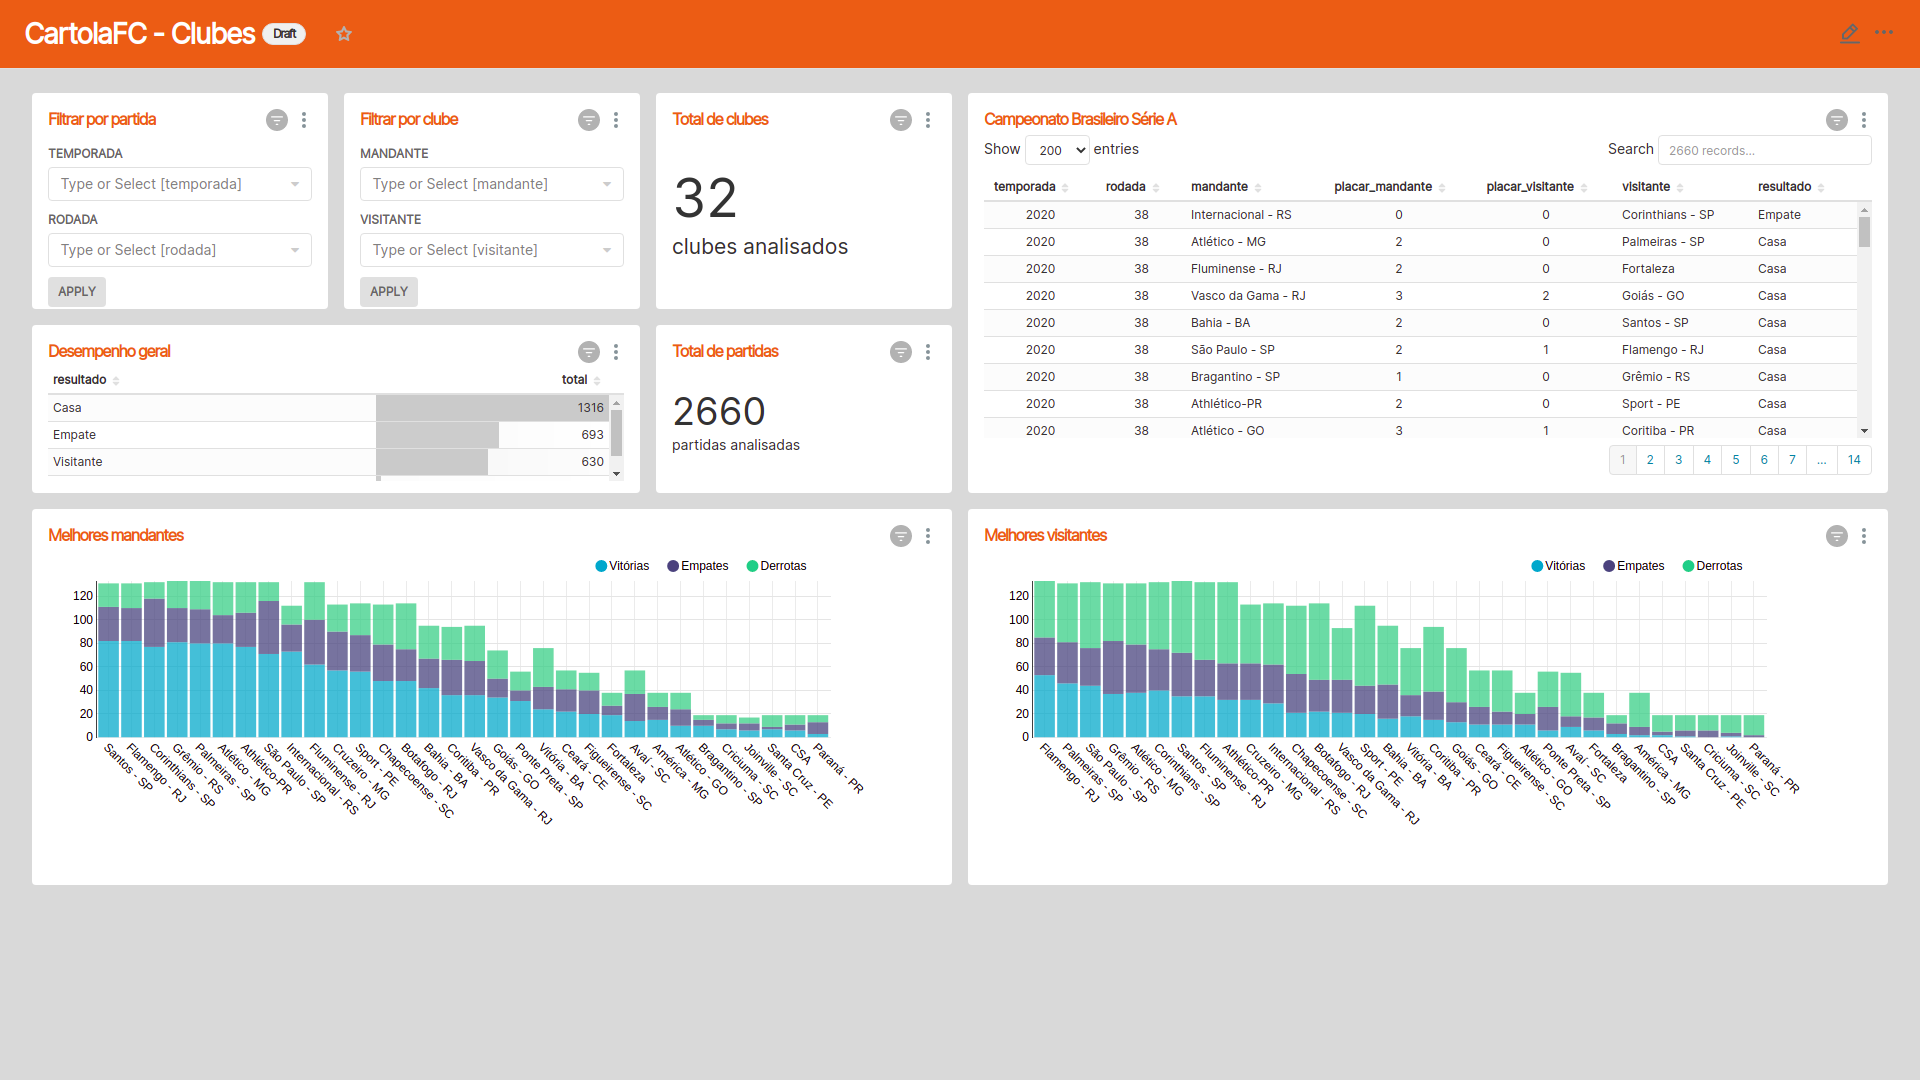 CartolaFC - Clubes Draft
Filtrar por partida
TEMPORADA
Type or Select [temporada]
RODADA
Type or Select [rodada]
APPLY
Filtrar por clube
MANDANTE
Type or Select [mandante]
VISITANTE
Type or Select [visitante]
APPLY
Total de clubes
32
clubes analisados
Campeonato Brasileiro Série A
Show 200 entries Search 2660 records...
temporada rodada mandante placar_mandante placar_visitante visitante resultado
2020 38 Internacional - RS 0 0 Corinthians - SP Empate
2020 38 Atlético - MG 2 0 Palmeiras - SP Casa
2020 38 Fluminense - RJ 2 0 Fortaleza Casa
2020 38 Vasco da Gama - RJ 3 2 Goiás - GO Casa
2020 38 Bahia - BA 2 0 Santos - SP Casa
2020 38 São Paulo - SP 2 1 Flamengo - RJ Casa
2020 38 Bragantino - SP 1 0 Grêmio - RS Casa
2020 38 Athlético-PR 2 0 Sport - PE Casa
2020 38 Atlético - GO 3 1 Coritiba - PR Casa
1 2 3 4 5 6 7 ... 14
Desempenho geral
resultado total
Casa 1316
Empate 693
Visitante 630
Total de partidas
2660
partidas analisadas
Melhores mandantes
Vitórias Empates Derrotas
120
100
80
60
40
20
0
Santos - SP
Flamengo - RJ
Corinthians - SP
Grêmio - RS
Palmeiras - SP
Atlético - MG
Athlético-PR
São Paulo - SP
Internacional - RS
Fluminense - RJ
Cruzeiro - MG
Sport - PE
Chapecoense - SC
Botafogo - RJ
Bahia - BA
Coritiba - PR
Vasco da Gama - RJ
Goiás - GO
Ponte Preta - SP
Vitória - BA
Ceará - CE
Figueirense - SC
Fortaleza
Avaí - SC
América - MG
Atlético - GO
Bragantino - SP
Criciuma - SC
Joinville - SC
Santa Cruz - PE
CSA
Paraná - PR
Melhores visitantes
Vitórias Empates Derrotas
120
100
80
60
40
20
0
Flamengo - RJ
Palmeiras - SP
São Paulo - SP
Grêmio - RS
Atlético - MG
Corinthians - SP
Santos - SP
Fluminense - RJ
Athlético-PR
Cruzeiro - MG
Internacional - RS
Chapecoense - SC
Botafogo - RJ
Vasco da Gama - RJ
Sport - PE
Bahia - BA
Vitória - BA
Coritiba - PR
Goiás - GO
Ceará - CE
Figueirense - SC
Atlético - GO
Ponte Preta - SP
Avaí - SC
Fortaleza
Bragantino - SP
América - MG
CSA
Santa Cruz - PE
Criciuma - SC
Joinville - SC
Paraná - PR